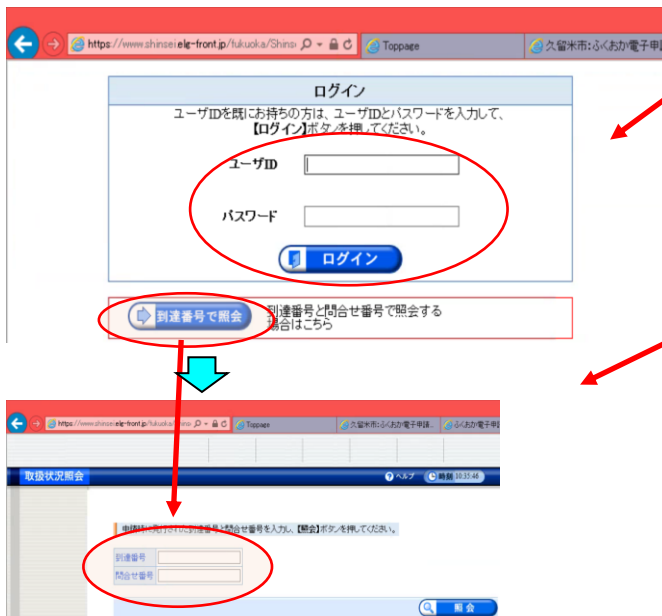 https://www.shinsei.elg-front.jp/fukuoka/Shins
Toppage
久留米市:ふくおか電子申
ログイン
ユーザIDを既にお持ちの方は、ユーザIDとパスワードを入力して、
【ログイン】ボタンを押してください。
ユーザID
パスワード
ログイン
到達番号で照会
到達番号と問合せ番号で照会する
場合はこちら
https://www.shinsei.elg-front.jp/fukuoka/Shins
Toppage
久留米市:ふくおか電子申請...
ふくおか電子申
取扱状況照会
ヘルプ
時刻 10:35:46
到達番号と問合せ番号を入力し、【照会】ボタンを押してください。
到達番号
問合せ番号
照会